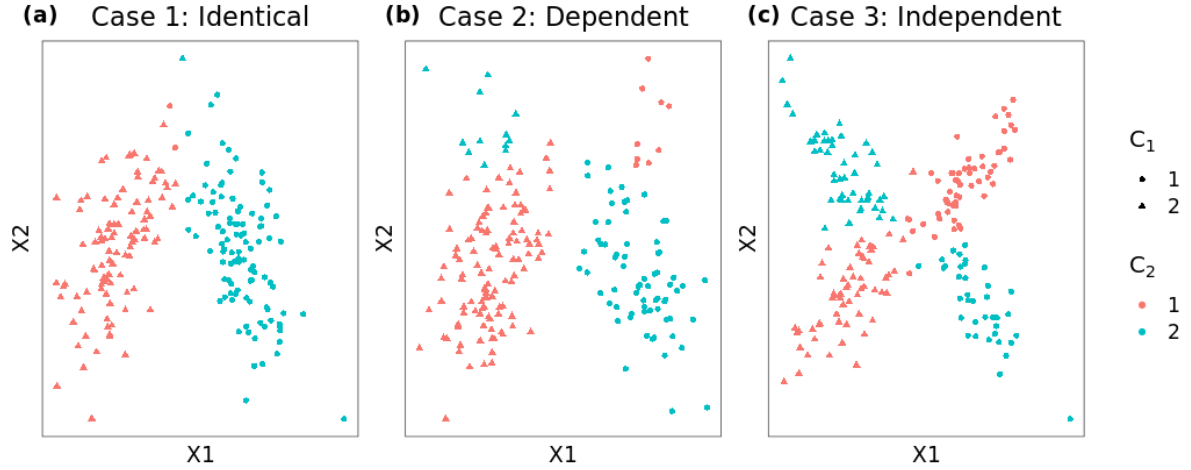 (a) Case 1: Identical
(b) Case 2: Dependent
(c) Case 3: Independent
X2
X1
X2
X1
X2
X1
C1
1
2
C2
1
2